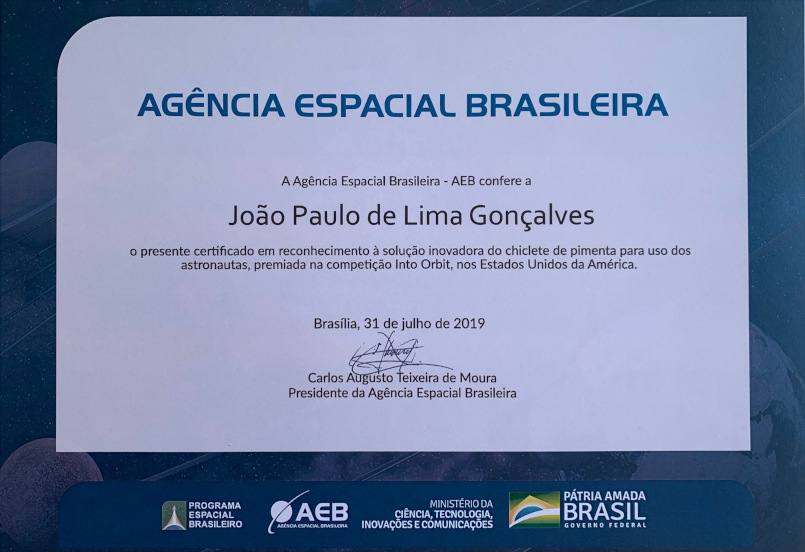 AGÊNCIA ESPACIAL BRASILEIRA
A Agência Espacial Brasileira - AEB confere a
João Paulo de Lima Gonçalves
o presente certificado em reconhecimento à solução inovadora do chiclete de pimenta para uso dos
astronautas, premiada na competição Into Orbit, nos Estados Unidos da América.
Brasília, 31 de julho de 2019
Carlos Augusto Teixeira de Moura
Presidente da Agência Espacial Brasileira
PROGRAMA
ESPACIAL
BRASILEIRO
AEB
AGÊNCIA ESPACIAL BRASILEIRA
MINISTÉRIO DA
CIÊNCIA, TECNOLOGIA,
INOVAÇÕES E COMUNICAÇÕES
PÁTRIA AMADA
BRASIL
GOVERNO FEDERAL